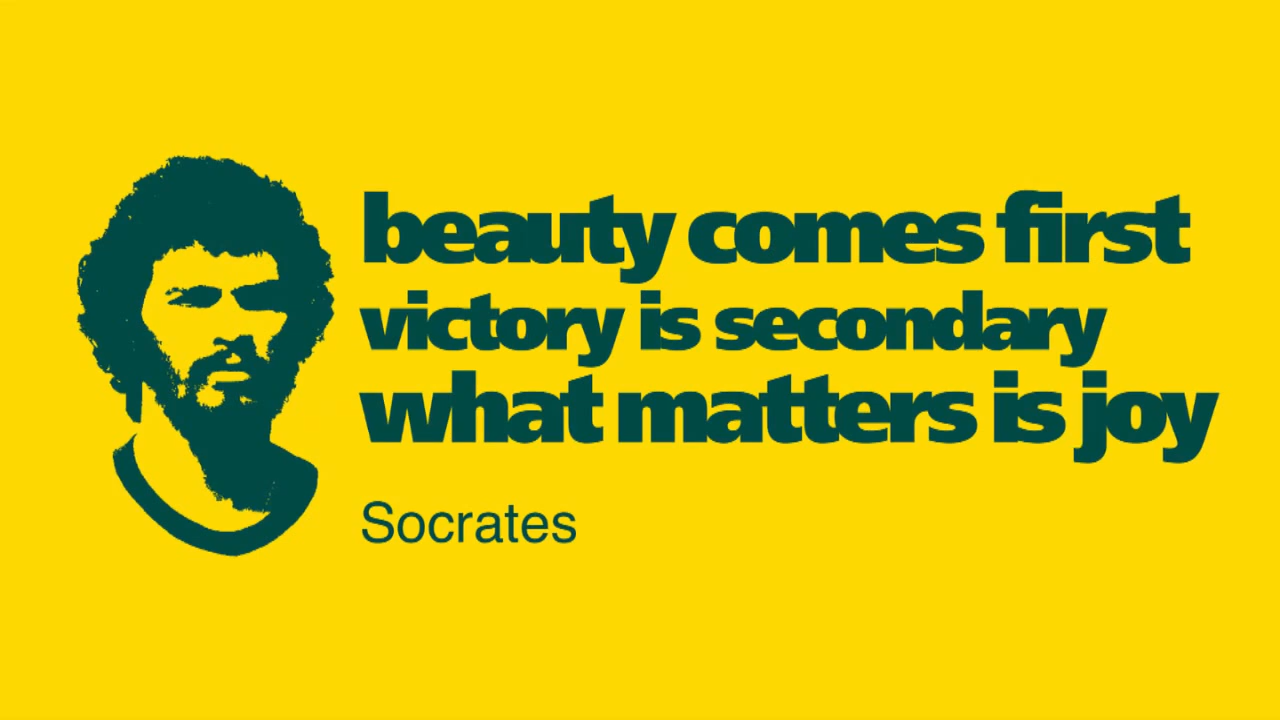 beauty comes first
victory is secondary
what matters is joy
Socrates